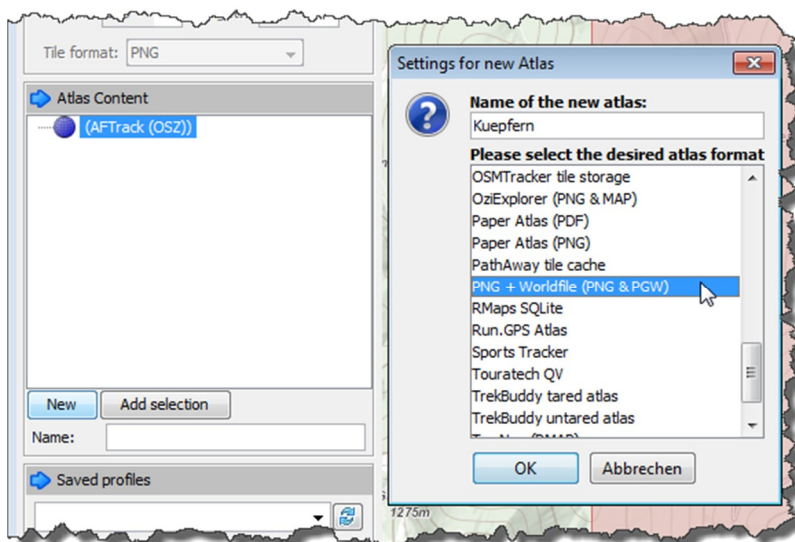 Tile format: PNG
Atlas Content
(AFTrack (OSZ))
New Add selection
Name:
Saved profiles
Settings for new Atlas
Name of the new atlas:
Kuepfern
Please select the desired atlas format
OSMTracker tile storage
OziExplorer (PNG & MAP)
Paper Atlas (PDF)
Paper Atlas (PNG)
PathAway tile cache
PNG + Worldfile (PNG & PGW)
RMaps SQLite
Run.GPS Atlas
Sports Tracker
Touratech QV
TrekBuddy tared atlas
TrekBuddy untared atlas
OK Abbrechen
1275m